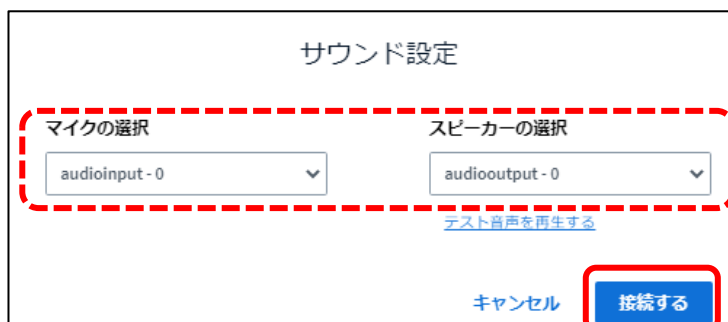 サウンド設定
マイクの選択 スピーカーの選択
audioinput - 0 audiooutput - 0
テスト音声を再生する
キャンセル 接続する